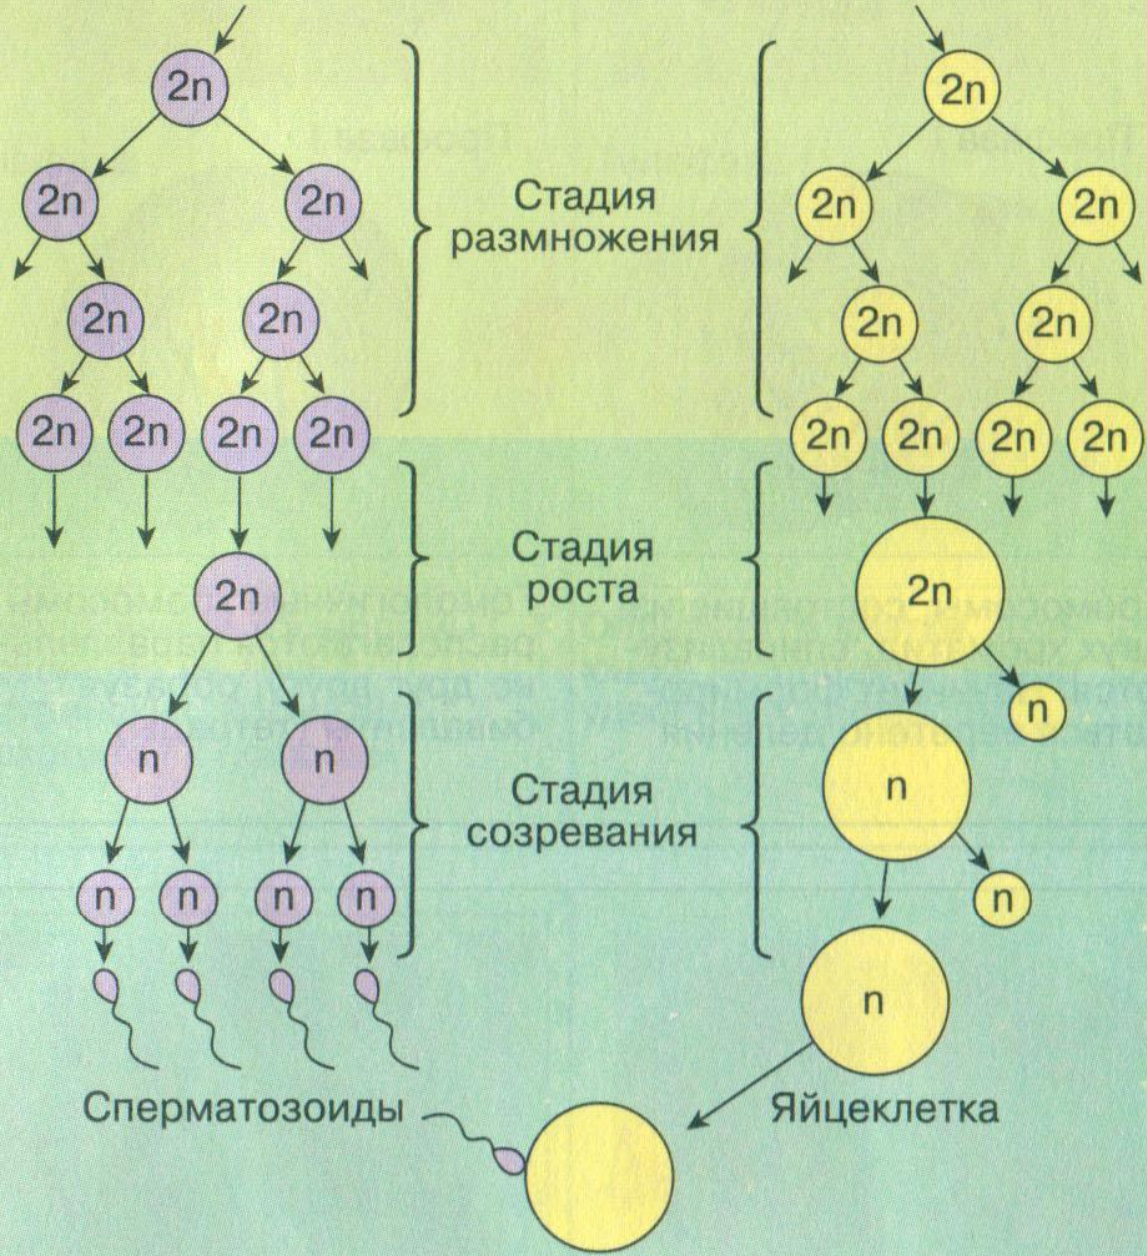 2n
2n
2n 2n
2n 2n
Стадия
размножения
2n 2n
2n 2n
2n 2n 2n 2n
2n 2n 2n 2n
Стадия
роста
2n
2n
n
n n
n
Стадия
созревания
n n n n
n
n
Сперматозоиды
Яйцеклетка